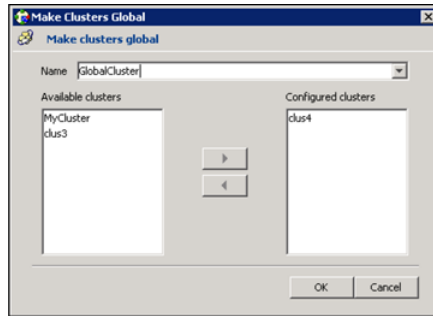 Make Clusters Global
Make clusters global
Name GlobalCluster
Available clusters
MyCluster
clus3
Configured clusters
clus4
OK Cancel